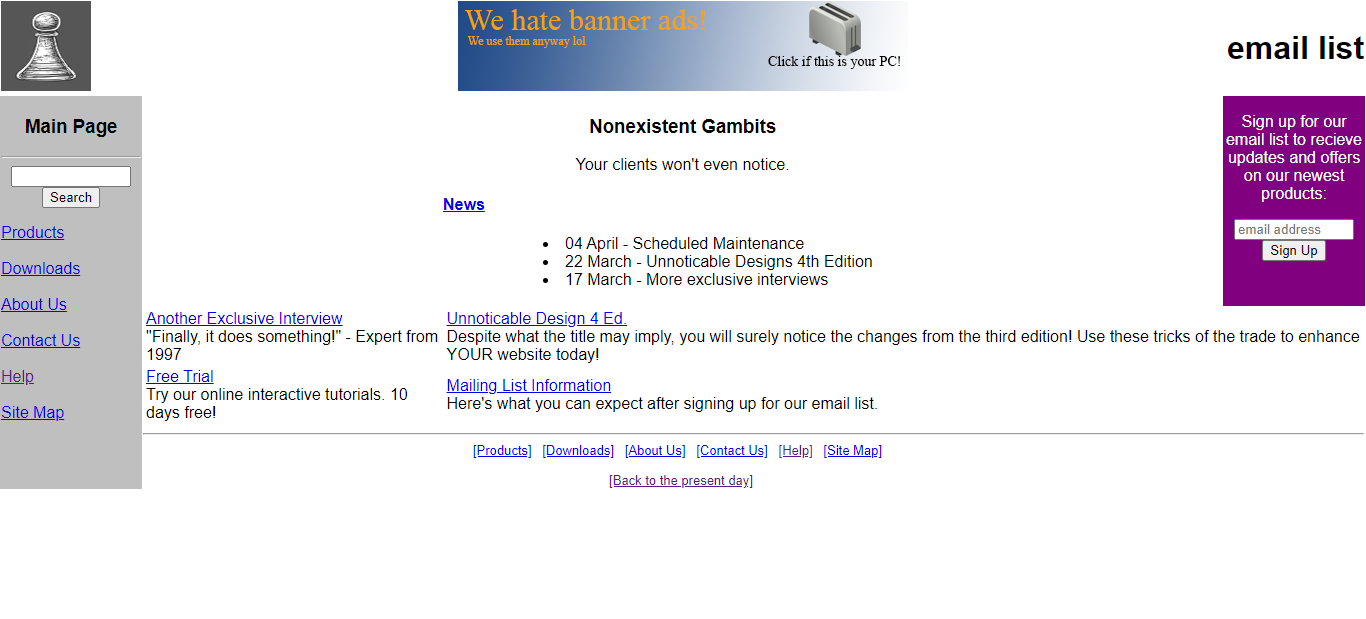 We hate banner ads!
We use them anyway lol
Click if this is your PC!
email list
Main Page
Search
Products
Downloads
About Us
Contact Us
Help
Site Map
Nonexistent Gambits
Your clients won't even notice.
News
• 04 April - Scheduled Maintenance
• 22 March - Unnoticable Designs 4th Edition
• 17 March - More exclusive interviews
Another Exclusive Interview
"Finally, it does something!" - Expert from
1997
Unnoticable Design 4 Ed.
Despite what the title may imply, you will surely notice the changes from the third edition! Use these tricks of the trade to enhance
YOUR website today!
Free Trial
Try our online interactive tutorials. 10
days free!
Mailing List Information
Here's what you can expect after signing up for our email list.
Sign up for our
email list to recieve
updates and offers
on our newest
products:
email address
Sign Up
[Products] [Downloads] [About Us] [Contact Us] [Help] [Site Map]
[Back to the present day]